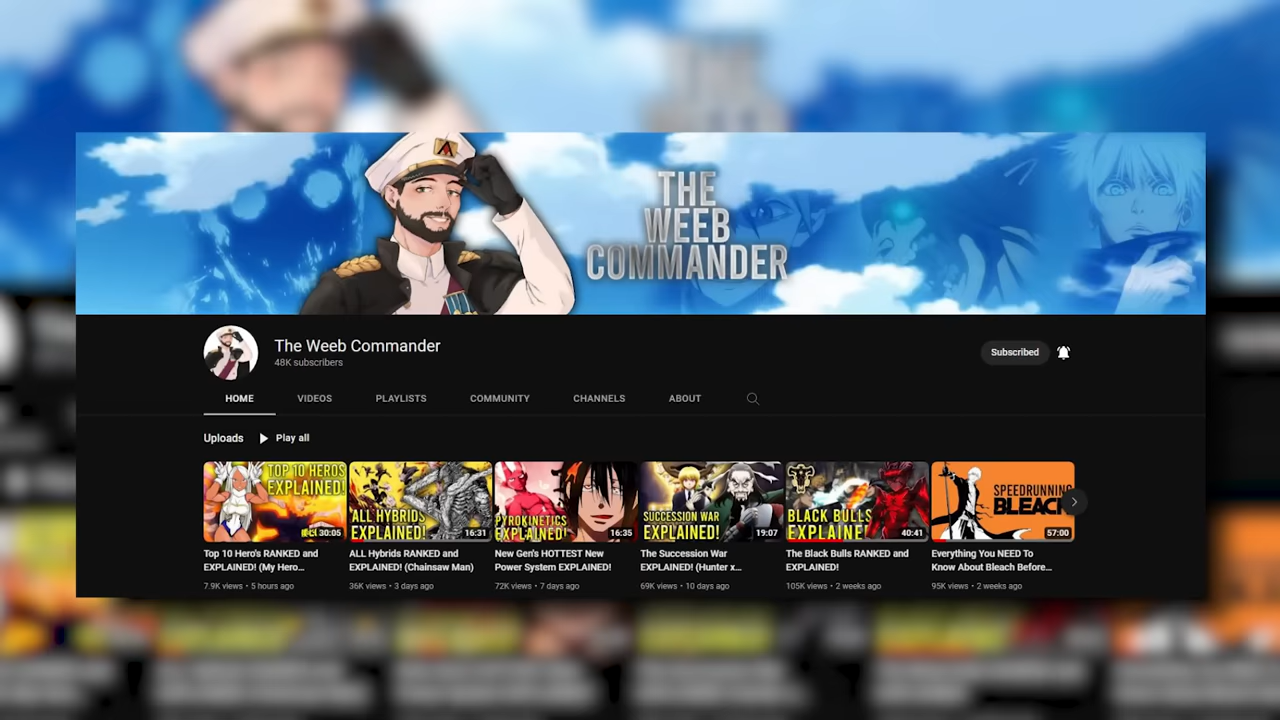 THE
WEEB
COMMANDER
The Weeb Commander
48K subscribers
Subscribed
HOME
VIDEOS
PLAYLISTS
COMMUNITY
CHANNELS
ABOUT
Uploads
Play all
TOP 10 HEROS
EXPLAINED!
30:05
ALL HYBRIDS
EXPLAINED!
16:31
PYROKINETICS
EXPLAINED!
16:35
SUCCESSION WAR
EXPLAINED!
19:07
BLACK BULLS
EXPLAINE
40:41
SPEEDRUNNING
BLEACH
57:00
Top 10 Hero's RANKED and
EXPLAINED! (My Hero...
7.9K views • 5 hours ago
ALL Hybrids RANKED and
EXPLAINED! (Chainsaw Man)
36K views • 3 days ago
New Gen's HOTTEST New
Power System EXPLAINED!
72K views • 7 days ago
The Succession War
EXPLAINED! (Hunter x...
69K views • 10 days ago
The Black Bulls RANKED and
EXPLAINED!
105K views • 2 weeks ago
Everything You NEED To
Know About Bleach Before...
95K views • 2 weeks ago